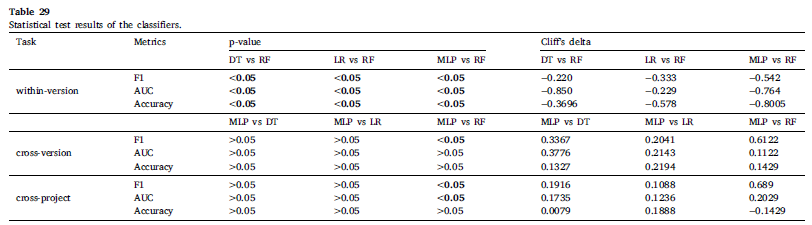 Table 29
Statistical test results of the classifiers.
Task Metrics p-value Cliff's delta
DT vs RF LR vs RF MLP vs RF DT vs RF LR vs RF MLP vs RF
F1 <0.05 <0.05 <0.05 −0.220 −0.333 −0.542
within-version AUC <0.05 <0.05 <0.05 −0.850 −0.229 −0.764
Accuracy <0.05 <0.05 <0.05 −0.3696 −0.578 −0.8005
MLP vs DT MLP vs LR MLP vs RF MLP vs DT MLP vs LR MLP vs RF
F1 >0.05 >0.05 <0.05 0.3367 0.2041 0.6122
cross-version AUC >0.05 >0.05 >0.05 0.3776 0.2143 0.1122
Accuracy >0.05 >0.05 >0.05 0.1327 0.2194 0.1429
F1 >0.05 >0.05 <0.05 0.1916 0.1088 0.689
cross-project AUC >0.05 >0.05 <0.05 0.1735 0.1236 0.2029
Accuracy >0.05 >0.05 >0.05 0.0079 0.1888 −0.1429